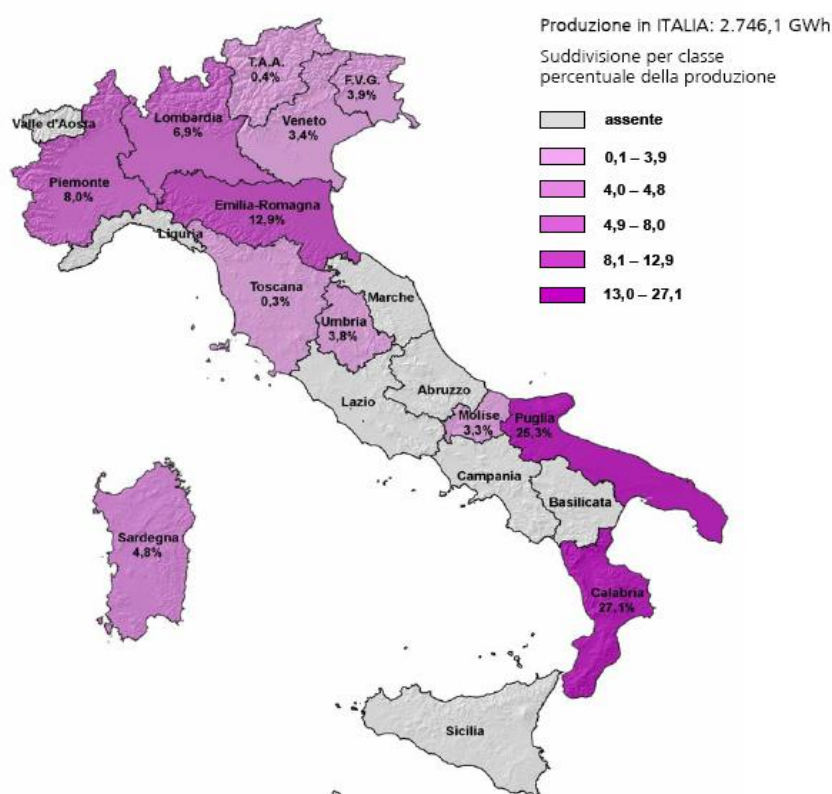 Produzione in ITALIA: 2.746,1 GWh
Suddivisione per classe
percentuale della produzione
assente
0,1 – 3,9
4,0 – 4,8
4,9 – 8,0
8,1 – 12,9
13,0 – 27,1
T.A.A.
0,4%
F.V.G.
3,9%
Valle d'Aosta
Lombardia
6,9%
Veneto
3,4%
Piemonte
8,0%
Emilia-Romagna
12,9%
Liguria
Toscana
0,3%
Marche
Umbria
3,8%
Lazio
Abruzzo
Molise
3,3%
Puglia
25,3%
Campania
Basilicata
Sardegna
4,8%
Calabria
27,1%
Sicilia